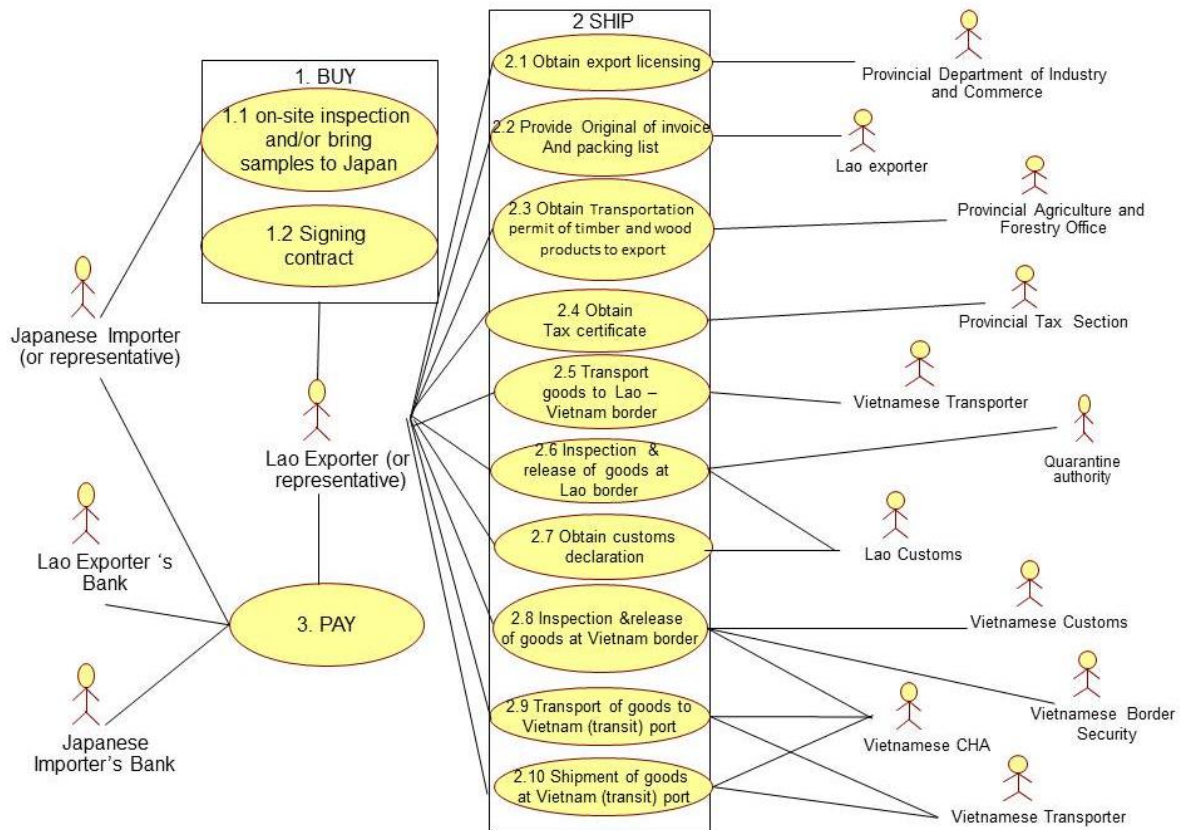 1. BUY
1.1 on-site inspection
and/or bring
samples to Japan
1.2 Signing
contract
Japanese Importer
(or representative)
Lao Exporter (or
representative)
Lao Exporter ‘s
Bank
3. PAY
Japanese
Importer’s Bank
2 SHIP
2.1 Obtain export licensing
2.2 Provide Original of invoice
And packing list
2.3 Obtain Transportation
permit of timber and wood
products to export
2.4 Obtain
Tax certificate
2.5 Transport
goods to Lao –
Vietnam border
2.6 Inspection &
release of goods at
Lao border
2.7 Obtain customs
declaration
2.8 Inspection &release
of goods at Vietnam border
2.9 Transport of goods to
Vietnam (transit) port
2.10 Shipment of goods
at Vietnam (transit) port
Provincial Department of Industry
and Commerce
Lao exporter
Provincial Agriculture and
Forestry Office
Provincial Tax Section
Vietnamese Transporter
Quarantine
authority
Lao Customs
Vietnamese Customs
Vietnamese Border
Security
Vietnamese CHA
Vietnamese Transporter